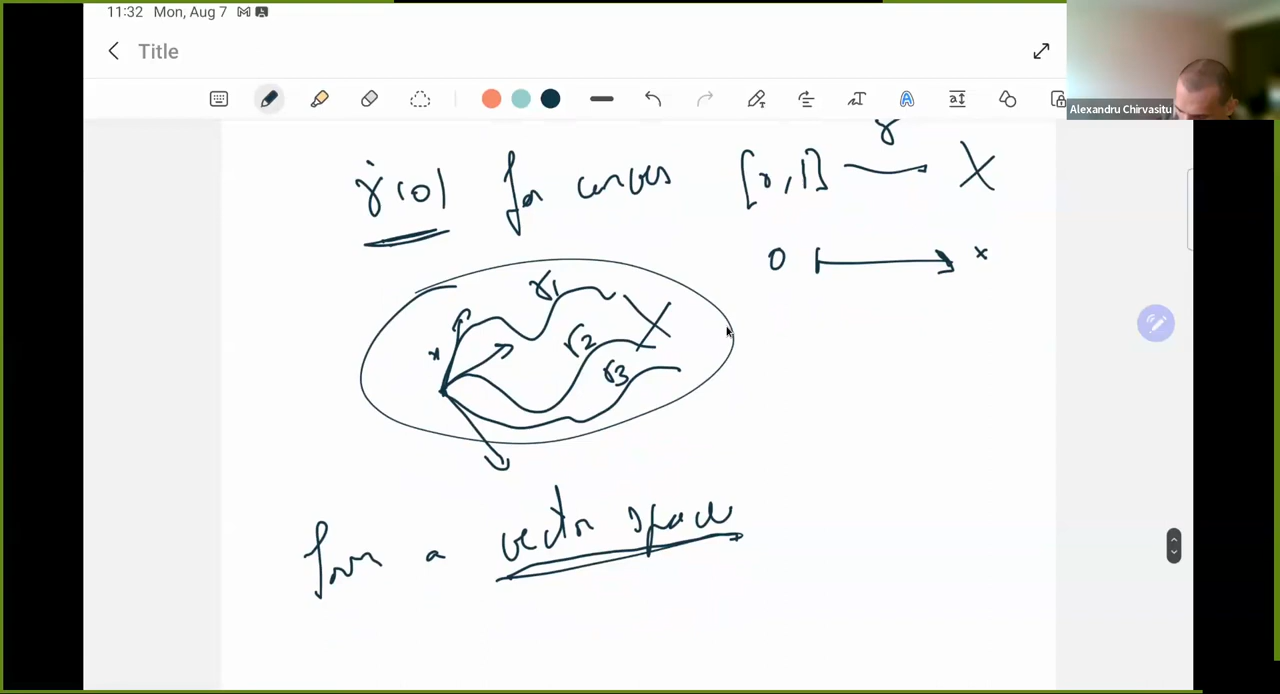 11:32 Mon, Aug 7
Title
Alexandru Chirvasitu
γ
γ̇(0) for curves [0,1] → X
0 ↦ x
γ1
x γ2 X
γ3
form a vector space